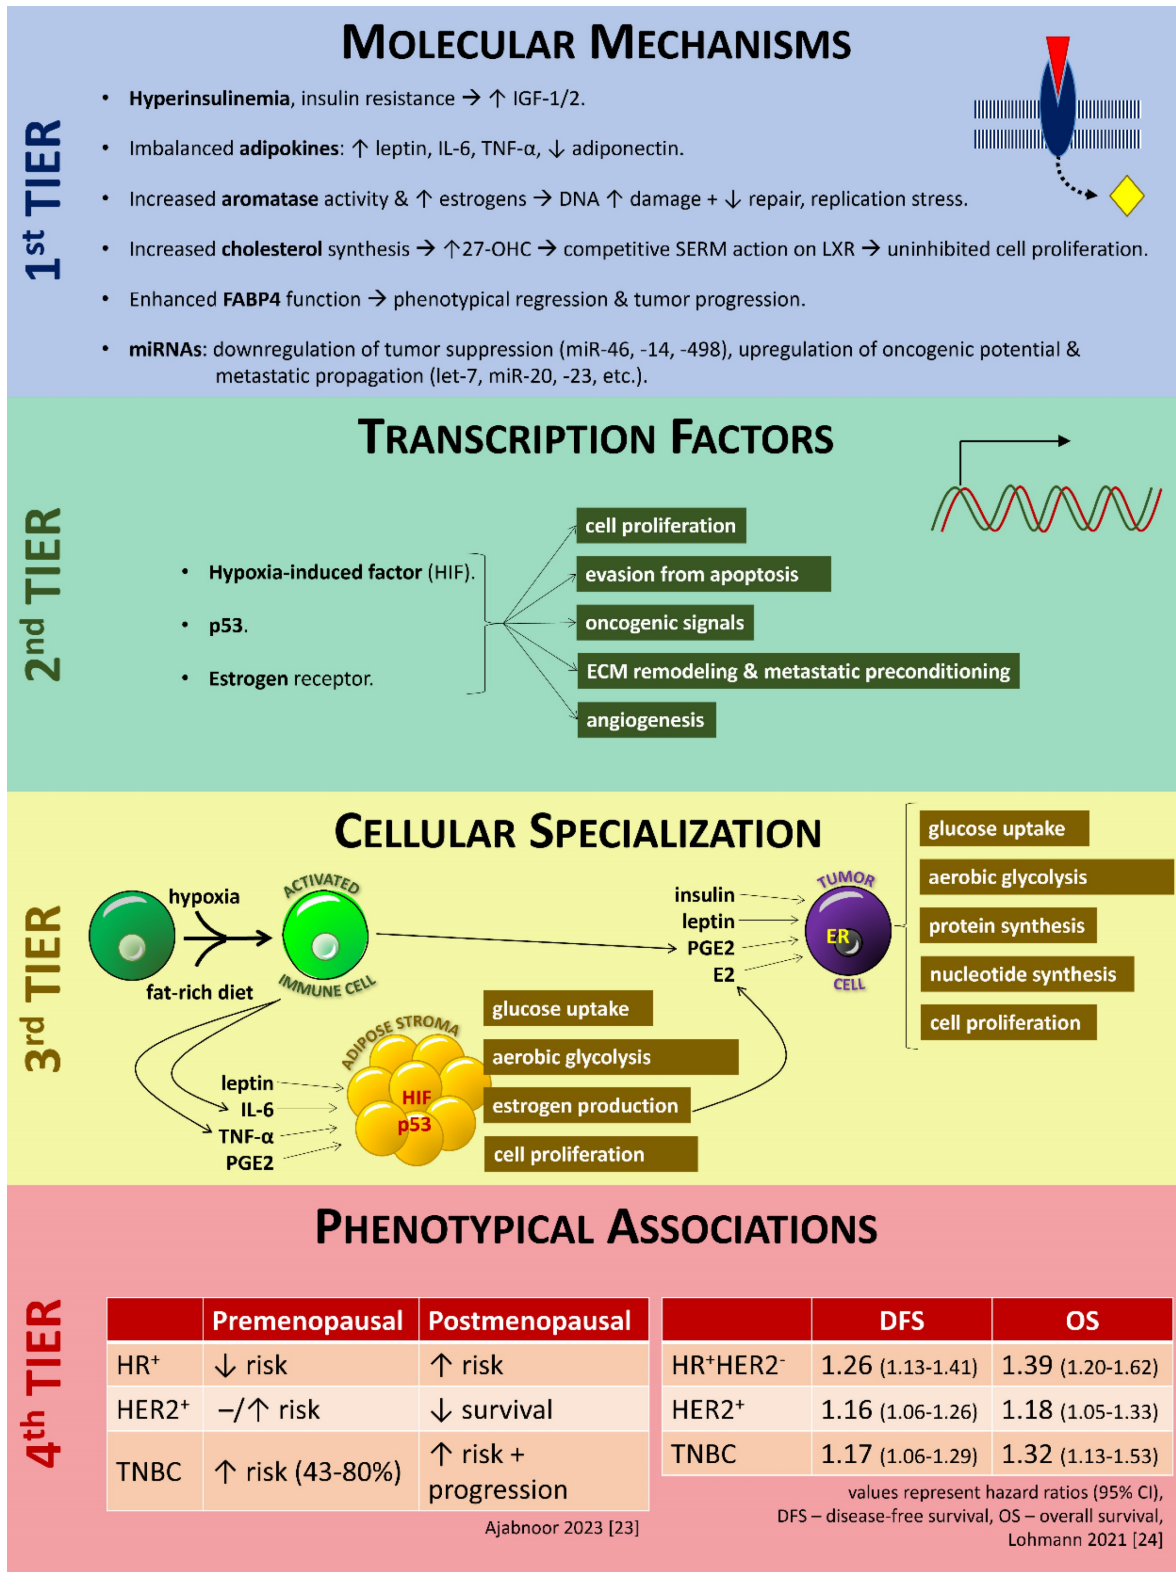 MOLECULAR MECHANISMS
1st TIER
• Hyperinsulinemia, insulin resistance → ↑ IGF-1/2.
• Imbalanced adipokines: ↑ leptin, IL-6, TNF-α, ↓ adiponectin.
• Increased aromatase activity & ↑ estrogens → DNA ↑ damage + ↓ repair, replication stress.
• Increased cholesterol synthesis → ↑27-OHC → competitive SERM action on LXR → uninhibited cell proliferation.
• Enhanced FABP4 function → phenotypical regression & tumor progression.
• miRNAs: downregulation of tumor suppression (miR-46, -14, -498), upregulation of oncogenic potential &
metastatic propagation (let-7, miR-20, -23, etc.).
TRANSCRIPTION FACTORS
2nd TIER
• Hypoxia-induced factor (HIF).
• p53.
• Estrogen receptor.
cell proliferation
evasion from apoptosis
oncogenic signals
ECM remodeling & metastatic preconditioning
angiogenesis
CELLULAR SPECIALIZATION
3rd TIER
hypoxia
fat-rich diet
ACTIVATED
IMMUNE CELL
leptin
IL-6
TNF-α
PGE2
ADIPOSE STROMA
HIF
p53
glucose uptake
aerobic glycolysis
estrogen production
cell proliferation
insulin
leptin
PGE2
E2
TUMOR
ER
CELL
glucose uptake
aerobic glycolysis
protein synthesis
nucleotide synthesis
cell proliferation
PHENOTYPICAL ASSOCIATIONS
4th TIER
Premenopausal Postmenopausal
HR+ ↓ risk ↑ risk
HER2+ –/↑ risk ↓ survival
TNBC ↑ risk (43-80%) ↑ risk +
progression
Ajabnoor 2023 [23]
DFS OS
HR+HER2- 1.26 (1.13-1.41) 1.39 (1.20-1.62)
HER2+ 1.16 (1.06-1.26) 1.18 (1.05-1.33)
TNBC 1.17 (1.06-1.29) 1.32 (1.13-1.53)
values represent hazard ratios (95% CI),
DFS – disease-free survival, OS – overall survival,
Lohmann 2021 [24]